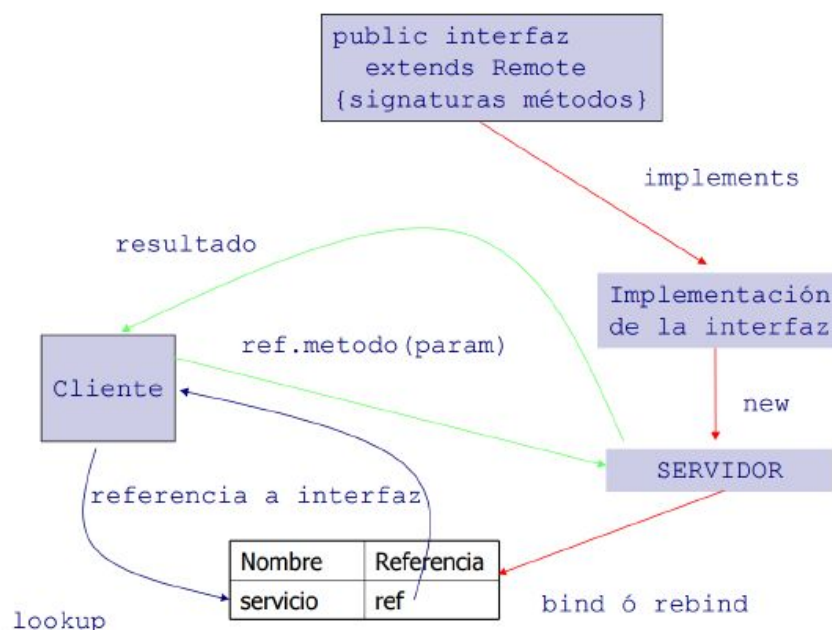 public interfaz
extends Remote
{signaturas métodos}
implements
resultado
Implementación
de la interfaz
ref.metodo(param)
Cliente
new
SERVIDOR
referencia a interfaz
Nombre Referencia
servicio ref
bind ó rebind
lookup